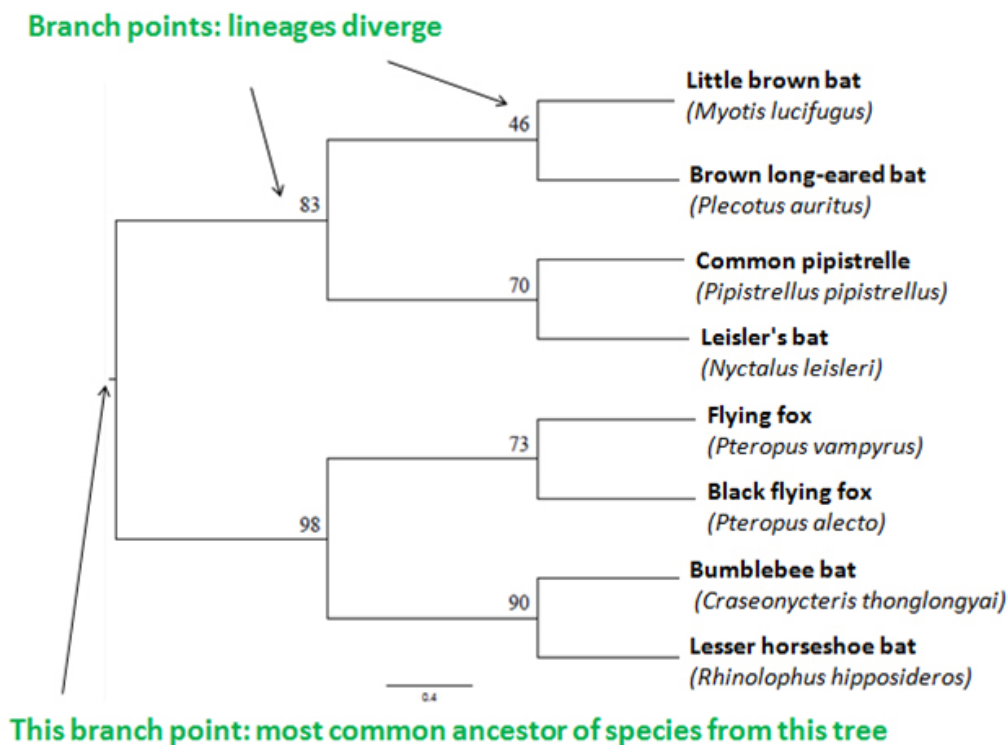 Branch points: lineages diverge
Little brown bat
(Myotis lucifugus)
46
Brown long-eared bat
(Plecotus auritus)
83
Common pipistrelle
(Pipistrellus pipistrellus)
70
Leisler's bat
(Nyctalus leisleri)
Flying fox
(Pteropus vampyrus)
73
Black flying fox
(Pteropus alecto)
98
Bumblebee bat
(Craseonycteris thonglongyai)
90
Lesser horseshoe bat
(Rhinolophus hipposideros)
0.4
This branch point: most common ancestor of species from this tree